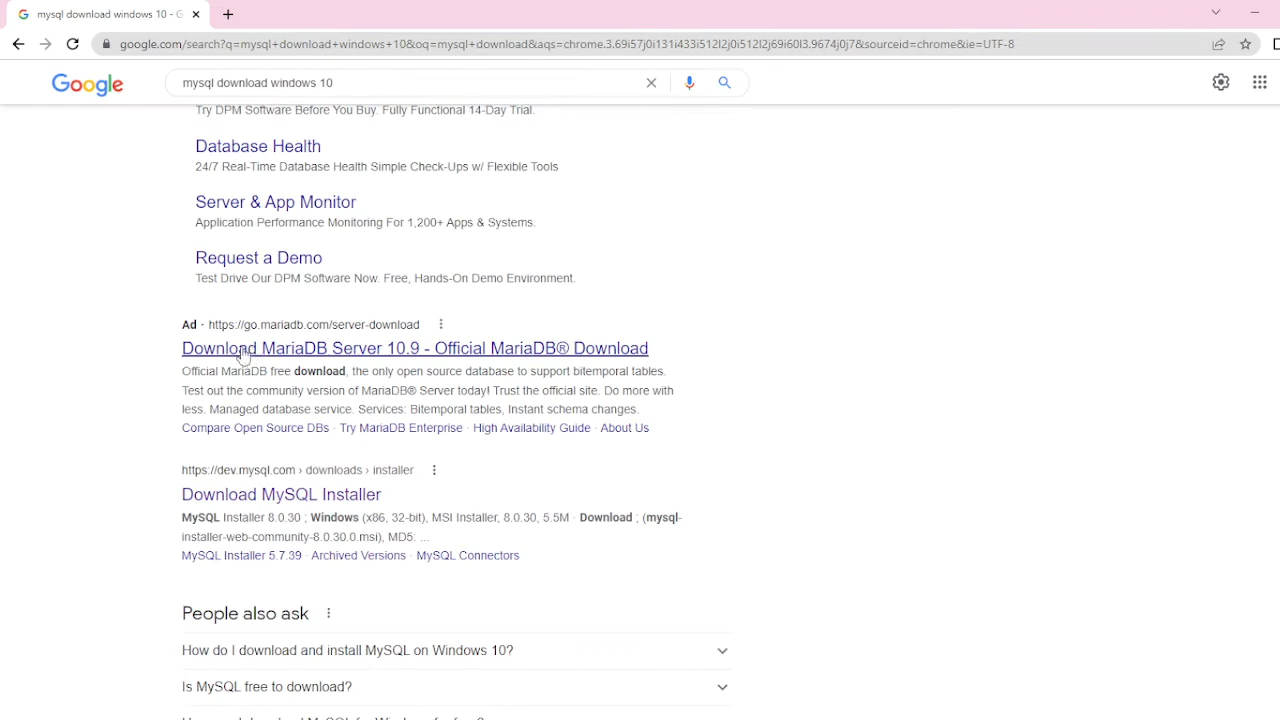 mysql download windows 10 - G
google.com/search?q=mysql+download+windows+10&oq=mysql+download&aqs=chrome.3.69i57j0i131i433i512l2j0i512l2j69i60l3.9674j0j7&sourceid=chrome&ie=UTF-8
Google
mysql download windows 10
Try DPM Software Before You Buy. Fully Functional 14-Day Trial.
Database Health
24/7 Real-Time Database Health Simple Check-Ups w/ Flexible Tools
Server & App Monitor
Application Performance Monitoring For 1,200+ Apps & Systems.
Request a Demo
Test Drive Our DPM Software Now. Free, Hands-On Demo Environment.
Ad · https://go.mariadb.com/server-download
Download MariaDB Server 10.9 - Official MariaDB® Download
Official MariaDB free download, the only open source database to support bitemporal tables.
Test out the community version of MariaDB® Server today! Trust the official site. Do more with
less. Managed database service. Services: Bitemporal tables, Instant schema changes.
Compare Open Source DBs · Try MariaDB Enterprise · High Availability Guide · About Us
https://dev.mysql.com › downloads › installer
Download MySQL Installer
MySQL Installer 8.0.30 ; Windows (x86, 32-bit), MSI Installer, 8.0.30, 5.5M · Download ; (mysql-
installer-web-community-8.0.30.0.msi), MD5: ...
MySQL Installer 5.7.39 · Archived Versions · MySQL Connectors
People also ask
How do I download and install MySQL on Windows 10?
Is MySQL free to download?